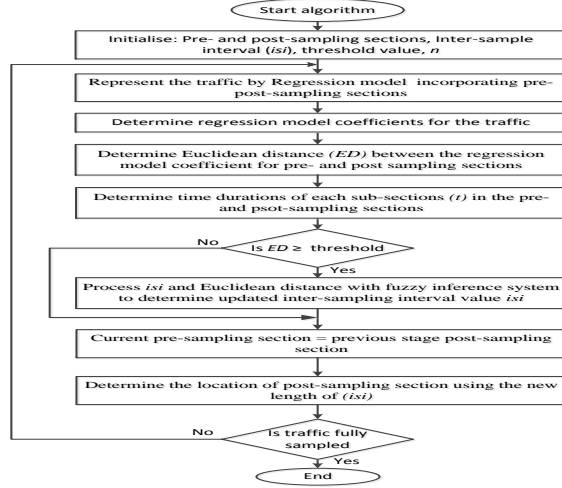 Start algorithm
Initialise: Pre- and post-sampling sections, Inter-sample
interval (isi), threshold value, n
Represent the traffic by Regression model incorporating pre-
post-sampling sections
Determine regression model coefficients for the traffic
Determine Euclidean distance (ED) between the regression
model coefficient for pre- and post sampling sections
Determine time durations of each sub-sections (t) in the pre-
and psot-sampling sections
No
Is ED ≥ threshold
Yes
Process isi and Euclidean distance with fuzzy inference system
to determine updated inter-sampling interval value isi
Current pre-sampling section = previous stage post-sampling
section
Determine the location of post-sampling section using the new
length of (isi)
No
Is traffic fully
sampled
Yes
End